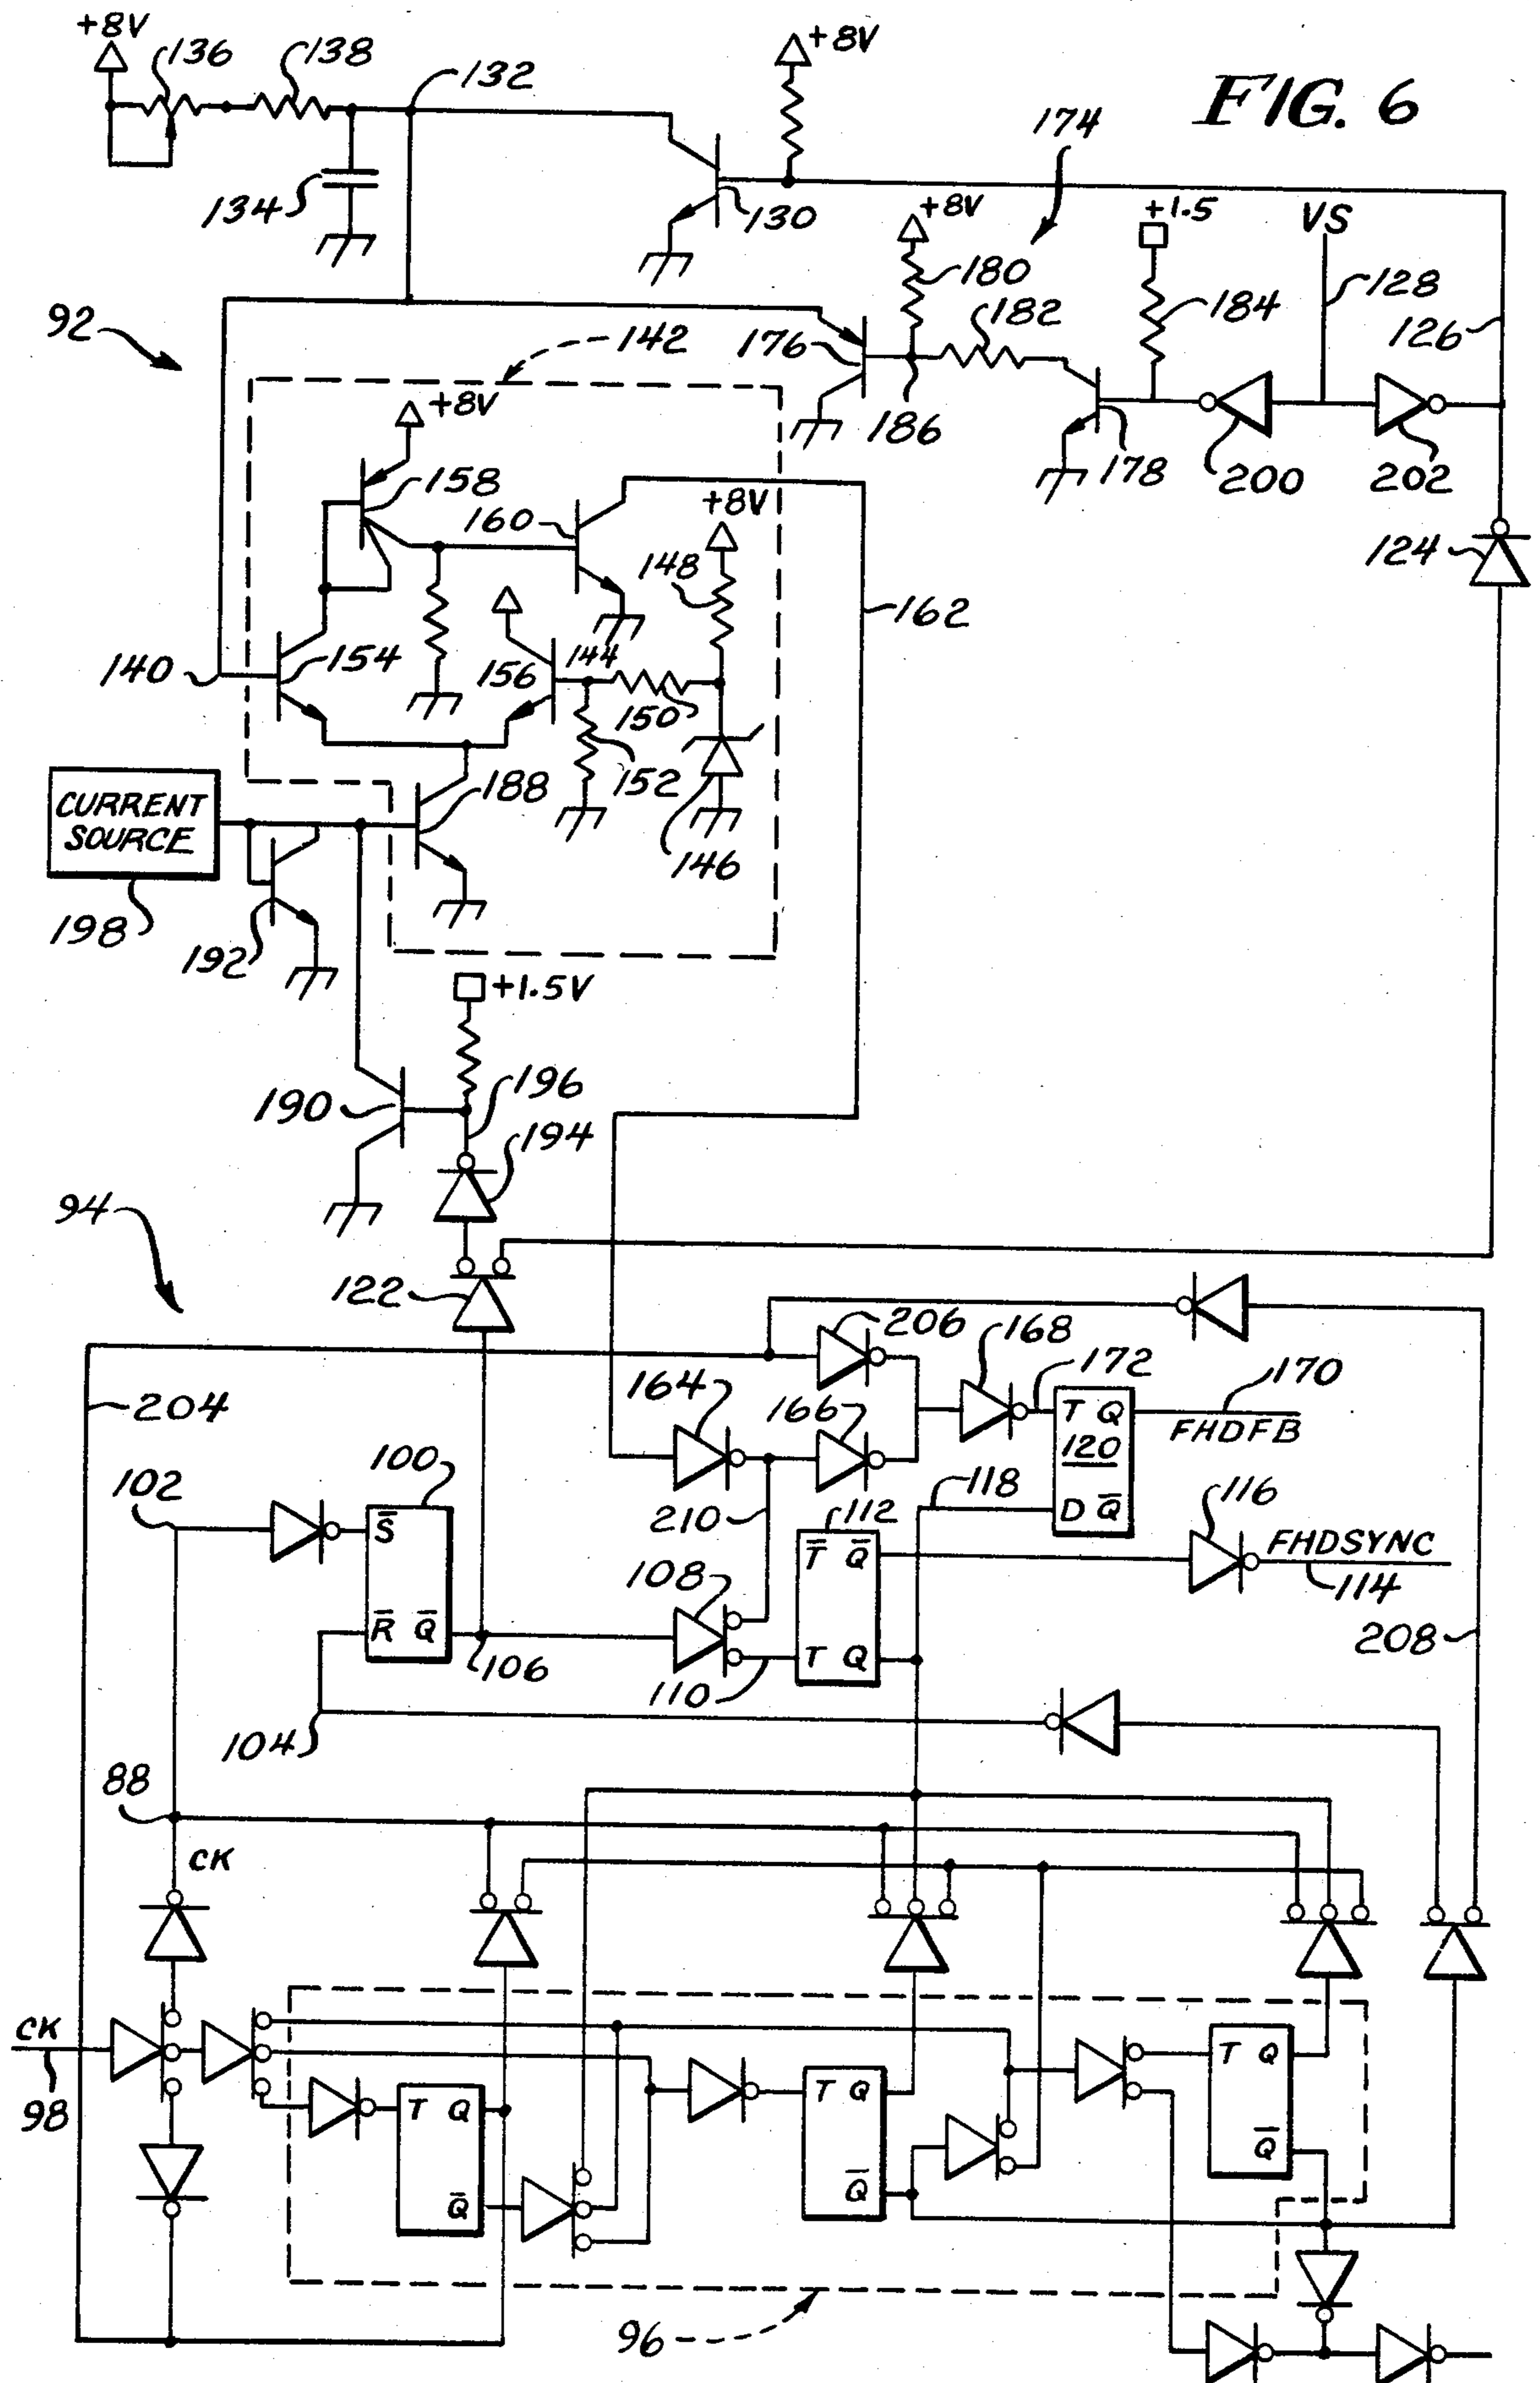 FIG. 6
+8V
136
138
132
+8V
174
134
130
+8V
+1.5
VS
92
142
180
182
184
128
126
176
186
178
200
202
+8V
158
160
+8V
148
124
162
140
154
156
144
150
152
CURRENT
SOURCE
188
146
198
192
+1.5V
190
196
194
94
122
206
168
172
170
204
164
166
T Q
FHDFB
120
102
100
118
D Q̅
116
S̅
210
112
FHDSYNC
T̅ Q̅
114
108
R̅ Q̅
T Q
208
106
110
104
88
CK
CK
98
T Q
T Q
T Q
Q̅
Q̅
Q̅
96